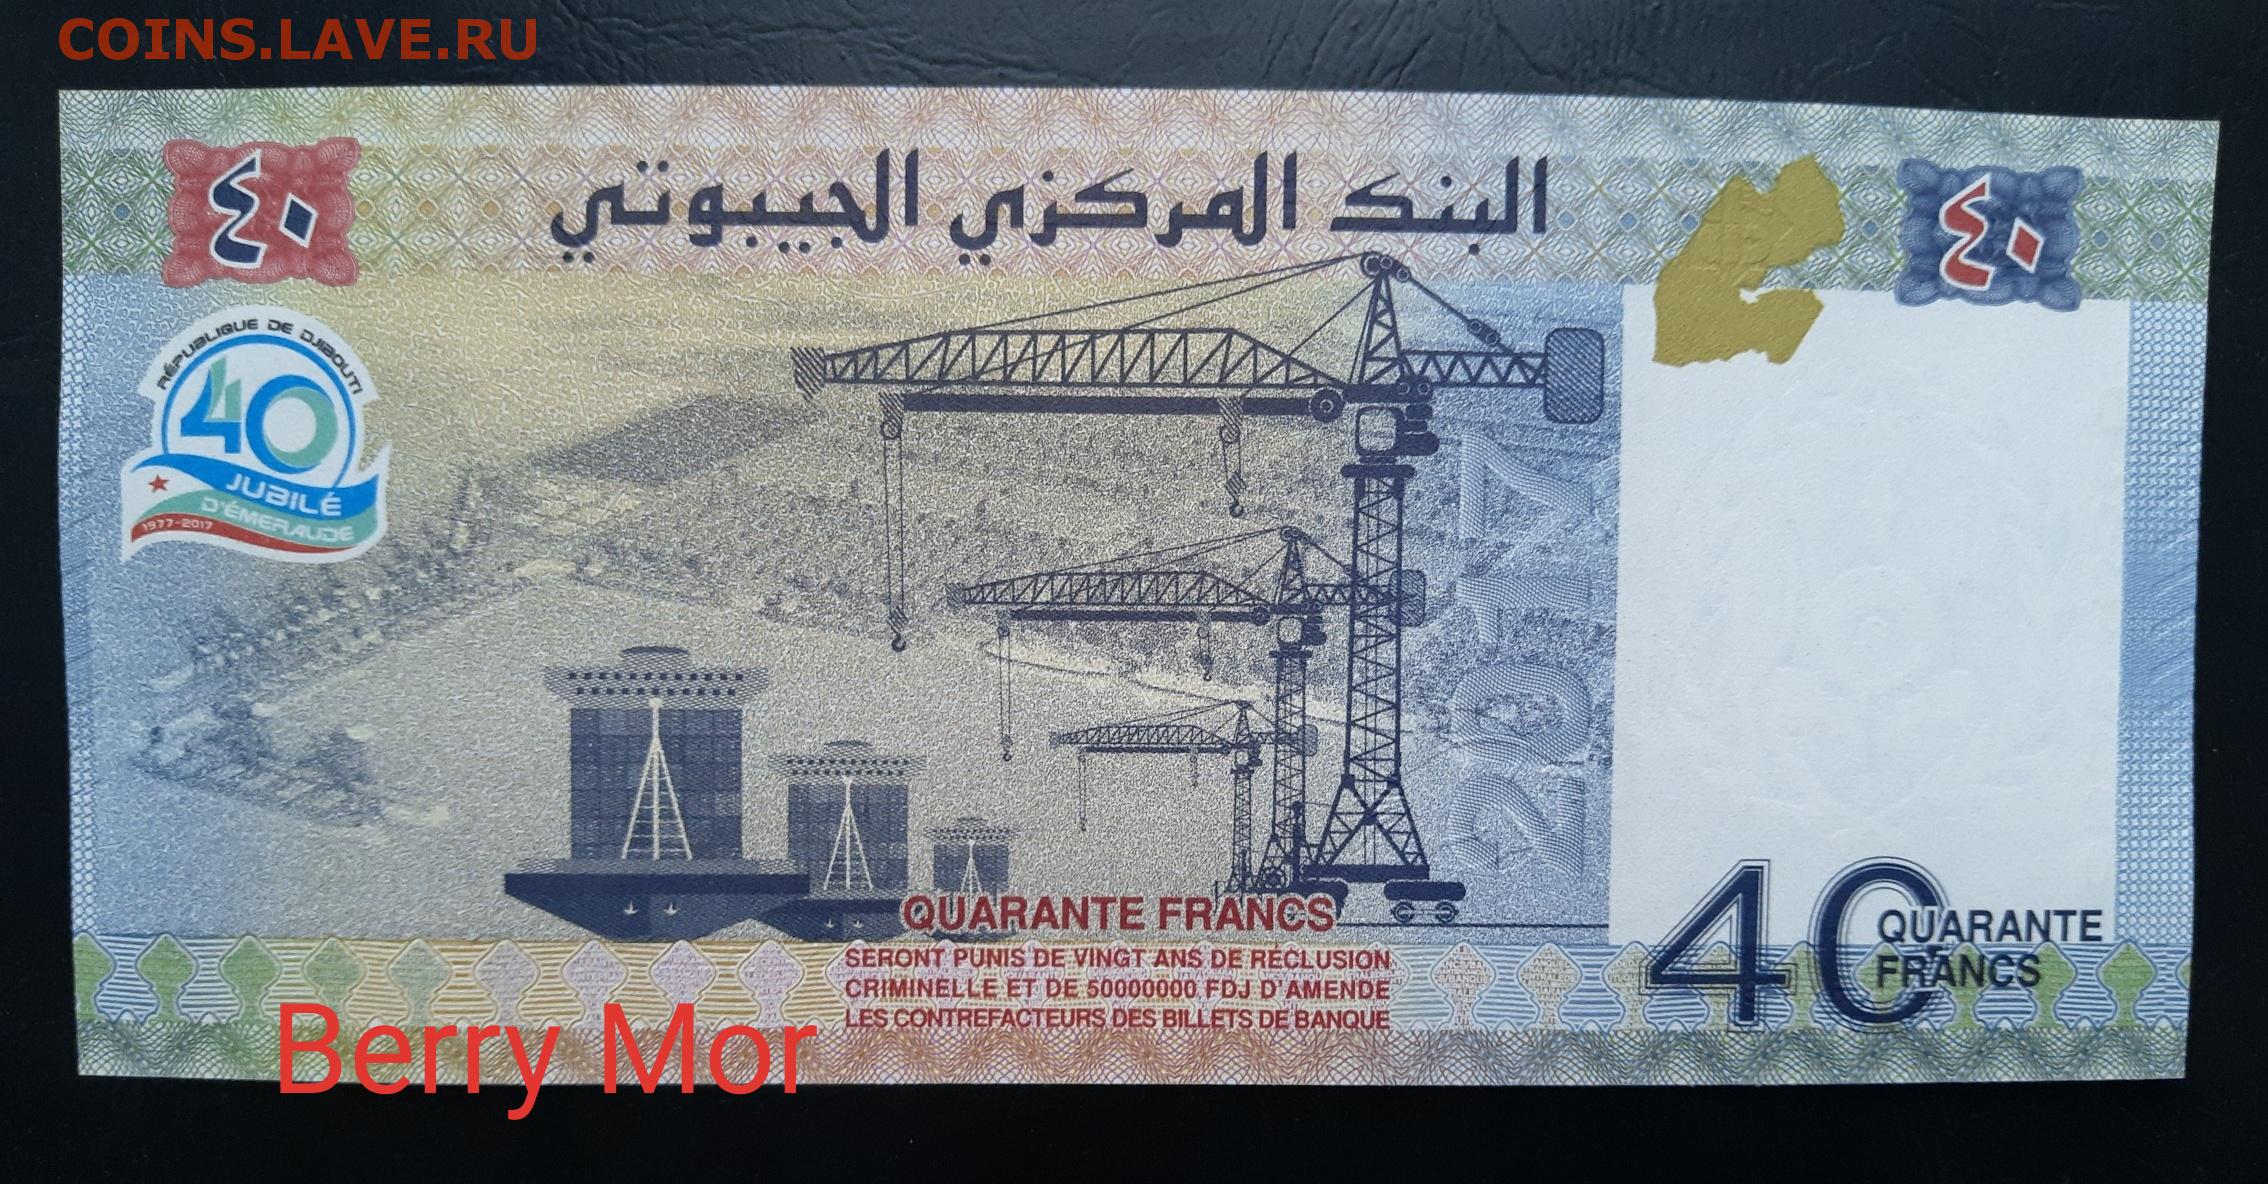 COINS.LAVE.RU
٤٠
البنك المركزي الجيبوتي
٤٠
RÉPUBLIQUE DE DJIBOUTI
40
JUBILÉ
D'ÉMERAUDE
1977-2017
2017
QUARANTE FRANCS
SERONT PUNIS DE VINGT ANS DE RÉCLUSION
CRIMINELLE ET DE 50000000 FDJ D'AMENDE
LES CONTREFACTEURS DES BILLETS DE BANQUE
40
QUARANTE
FRANCS
Berry Mor